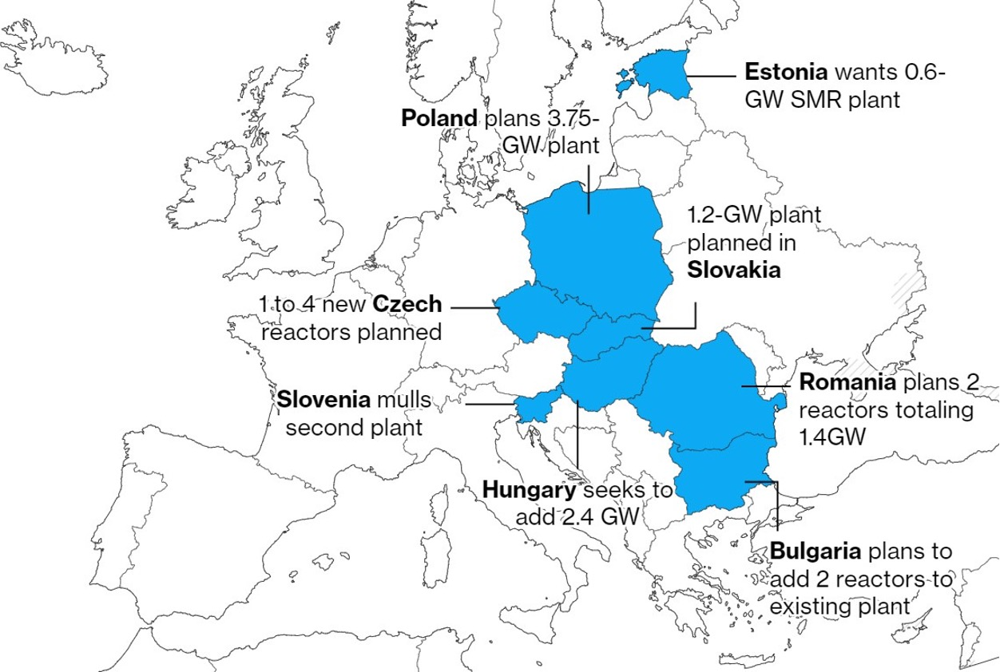 Estonia wants 0.6-
GW SMR plant
Poland plans 3.75-
GW plant
1.2-GW plant
planned in
Slovakia
1 to 4 new Czech
reactors planned
Romania plans 2
reactors totaling
1.4GW
Slovenia mulls
second plant
Hungary seeks to
add 2.4 GW
Bulgaria plans to
add 2 reactors to
existing plant